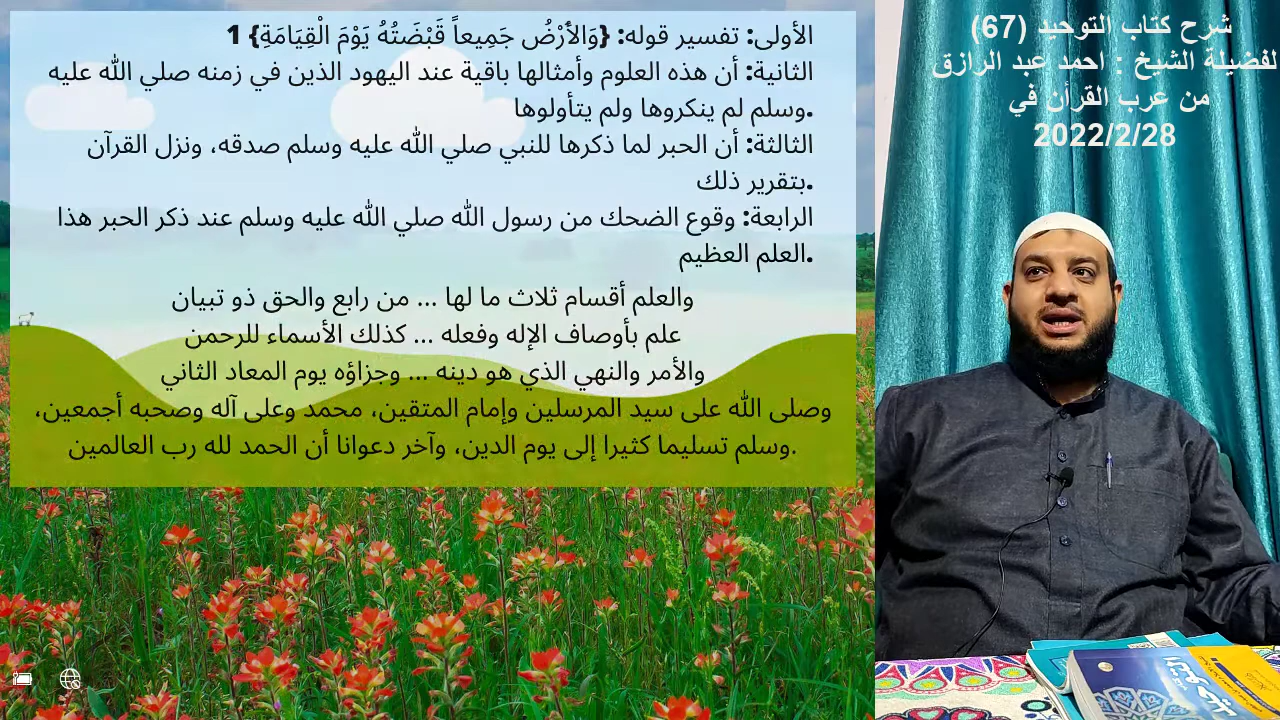 الأولى: تفسير قوله: {وَالأَرْضُ جَمِيعاً قَبْضَتُهُ يَوْمَ الْقِيَامَةِ} 1
الثانية: أن هذه العلوم وأمثالها باقية عند اليهود الذين في زمنه صلي الله عليه
وسلم لم ينكروها ولم يتأولوها.
الثالثة: أن الحبر لما ذكرها للنبي صلي الله عليه وسلم صدقه، ونزل القرآن
بتقرير ذلك.
الرابعة: وقوع الضحك من رسول الله صلي الله عليه وسلم عند ذكر الحبر هذا
العلم العظيم.
والعلم أقسام ثلاث ما لها ... من رابع والحق ذو تبيان
علم بأوصاف الإله وفعله ... كذلك الأسماء للرحمن
والأمر والنهي الذي هو دينه ... وجزاؤه يوم المعاد الثاني
وصلى الله على سيد المرسلين وإمام المتقين، محمد وعلى آله وصحبه أجمعين،
وسلم تسليما كثيرا إلى يوم الدين، وآخر دعوانا أن الحمد لله رب العالمين.
شرح كتاب التوحيد (67)
لفضيلة الشيخ : احمد عبد الرازق
من عرب القرأن في
2022/2/28